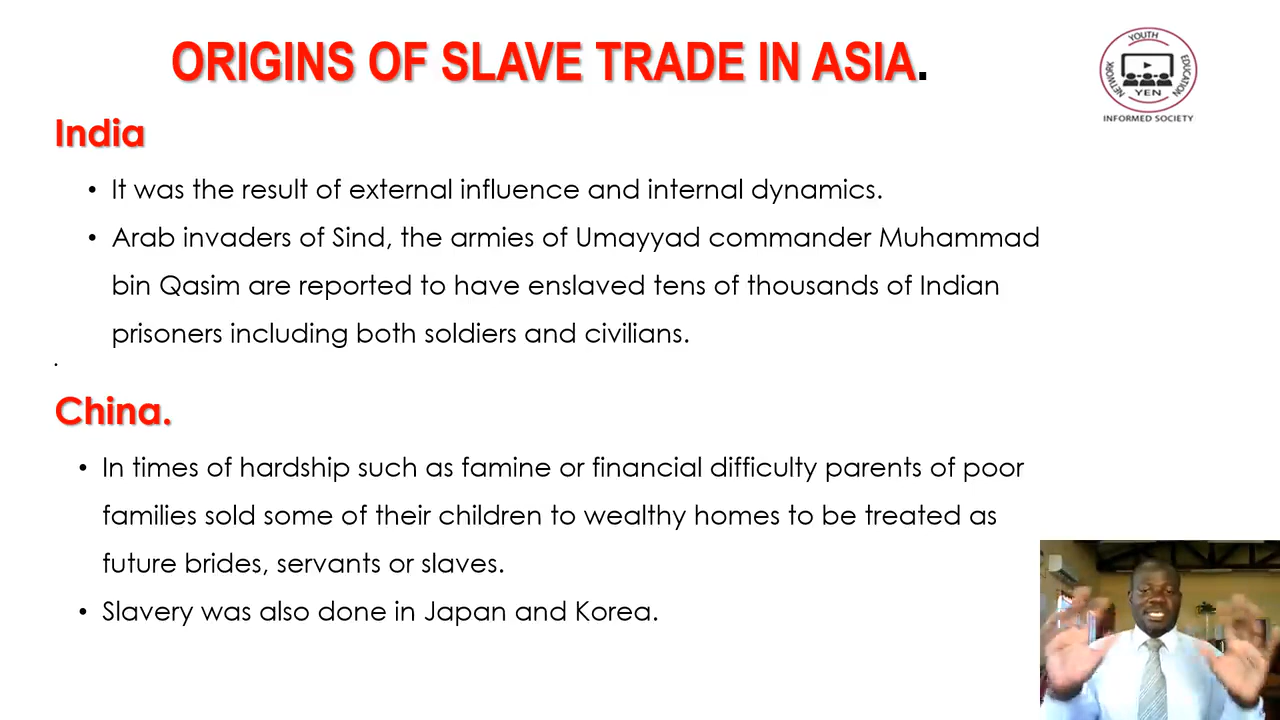 ORIGINS OF SLAVE TRADE IN ASIA.
YOUTH
EDUCATION
NETWORK
YEN
INFORMED SOCIETY
India
• It was the result of external influence and internal dynamics.
• Arab invaders of Sind, the armies of Umayyad commander Muhammad
bin Qasim are reported to have enslaved tens of thousands of Indian
prisoners including both soldiers and civilians.
.
China.
• In times of hardship such as famine or financial difficulty parents of poor
families sold some of their children to wealthy homes to be treated as
future brides, servants or slaves.
• Slavery was also done in Japan and Korea.